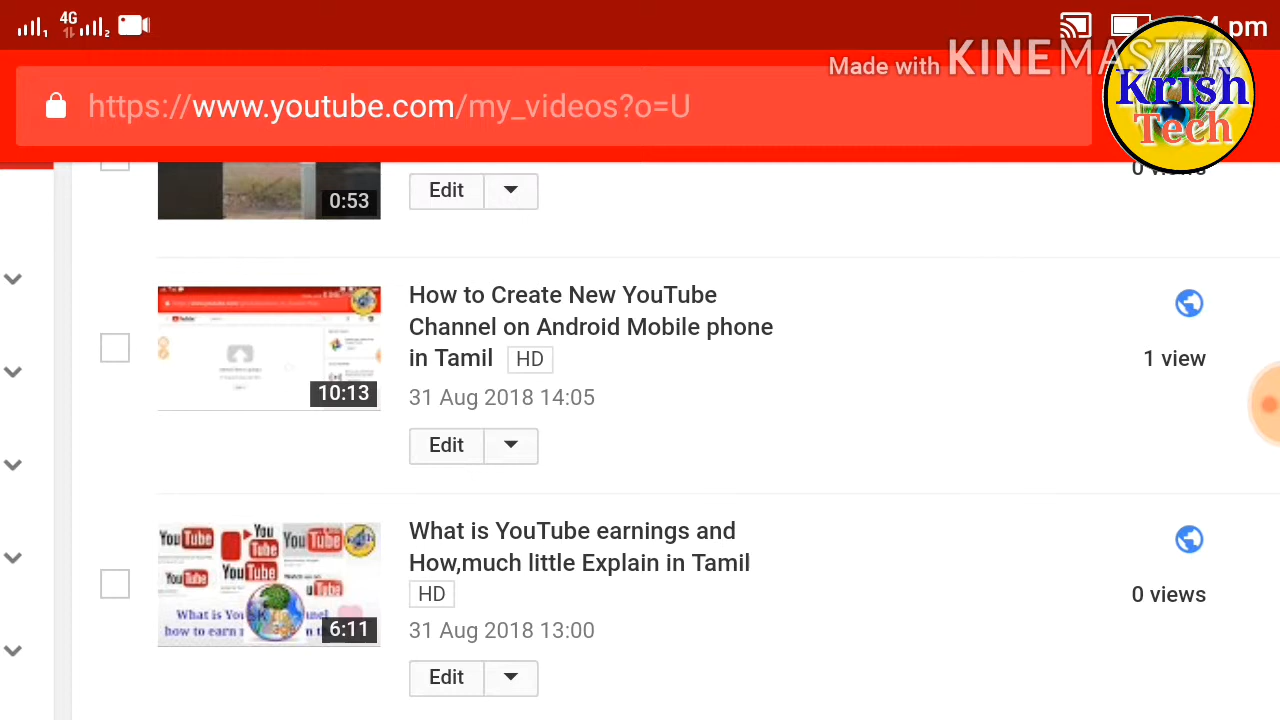 4G
pm
Made with KINEMASTER
Krish
Tech
https://www.youtube.com/my_videos?o=U
0 views
0:53
Edit
How to Create New YouTube
Channel on Android Mobile phone
in Tamil HD
1 view
10:13
31 Aug 2018 14:05
Edit
What is YouTube earnings and
How,much little Explain in Tamil
HD
0 views
6:11
31 Aug 2018 13:00
Edit